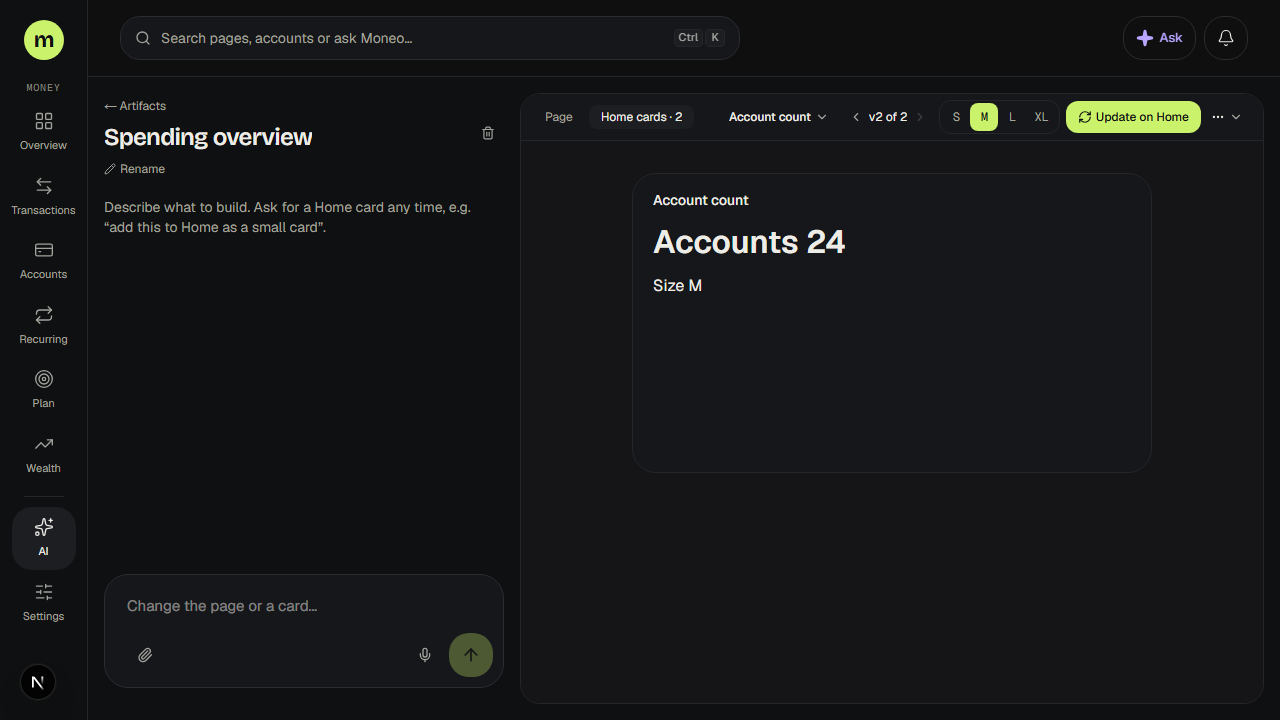 m
Search pages, accounts or ask Moneo...
Ctrl K
Ask
MONEY
Overview
Transactions
Accounts
Recurring
Plan
Wealth
AI
Settings
N
← Artifacts
Spending overview
Rename
Describe what to build. Ask for a Home card any time, e.g.
“add this to Home as a small card”.
Change the page or a card...
Page
Home cards · 2
Account count
v2 of 2
S M L XL
Update on Home
Account count
Accounts 24
Size M